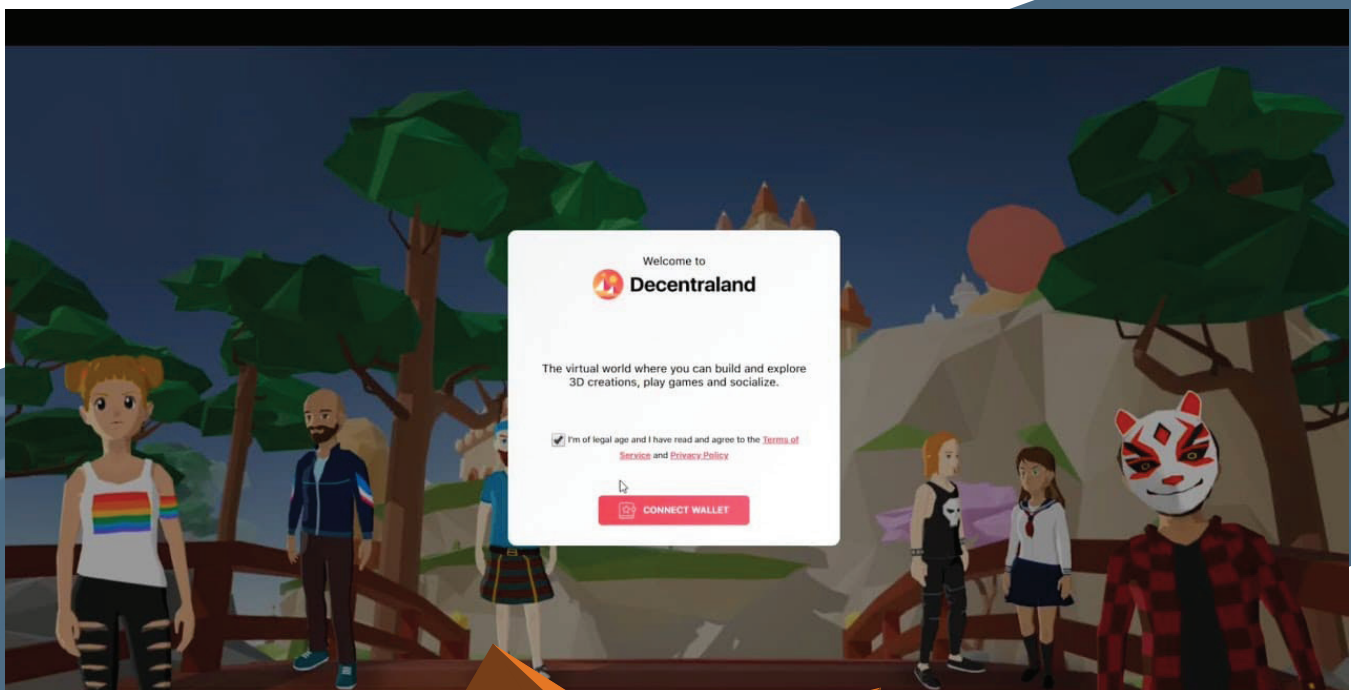 Welcome to
Decentraland
The virtual world where you can build and explore
3D creations, play games and socialize.
I'm of legal age and I have read and agree to the Terms of
Service and Privacy Policy
CONNECT WALLET